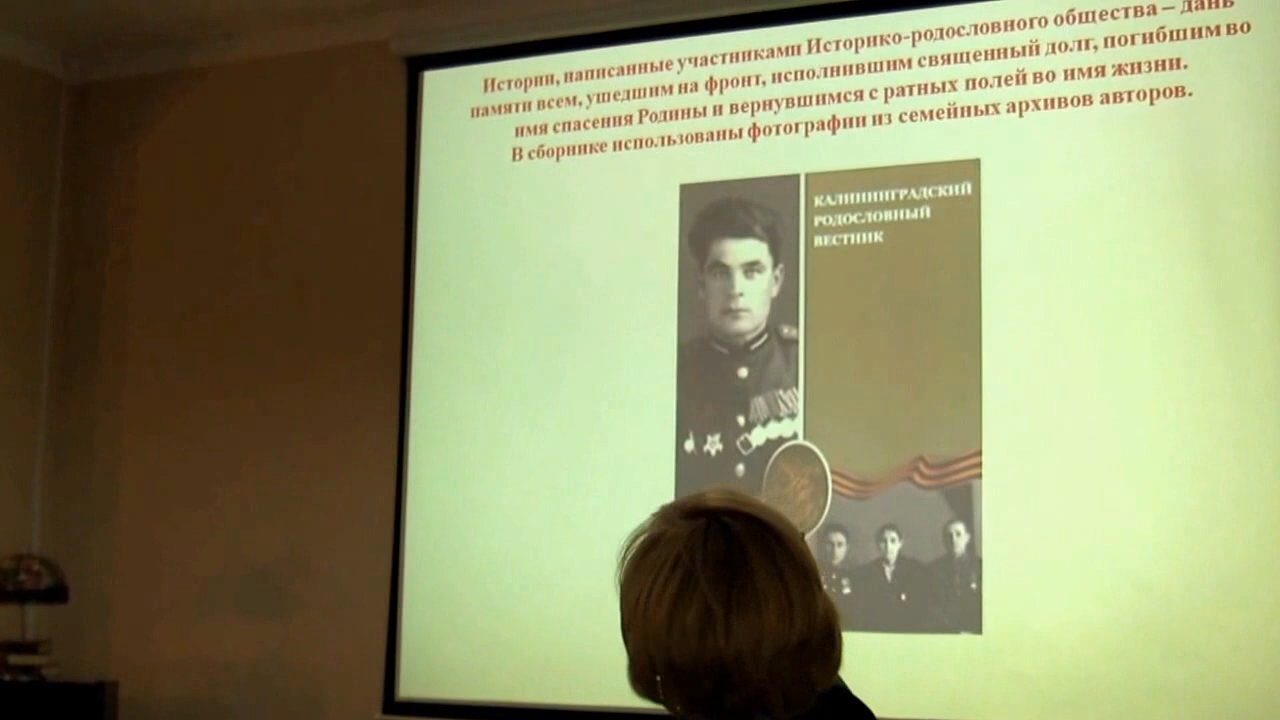 Истории, написанные участниками Историко-родословного общества – дань
памяти всем, ушедшим на фронт, исполнившим священный долг, погибшим во
имя спасения Родины и вернувшимся с ратных полей во имя жизни.
В сборнике использованы фотографии из семейных архивов авторов.
КАЛИНИНГРАДСКИЙ
РОДОСЛОВНЫЙ
ВЕСТНИК